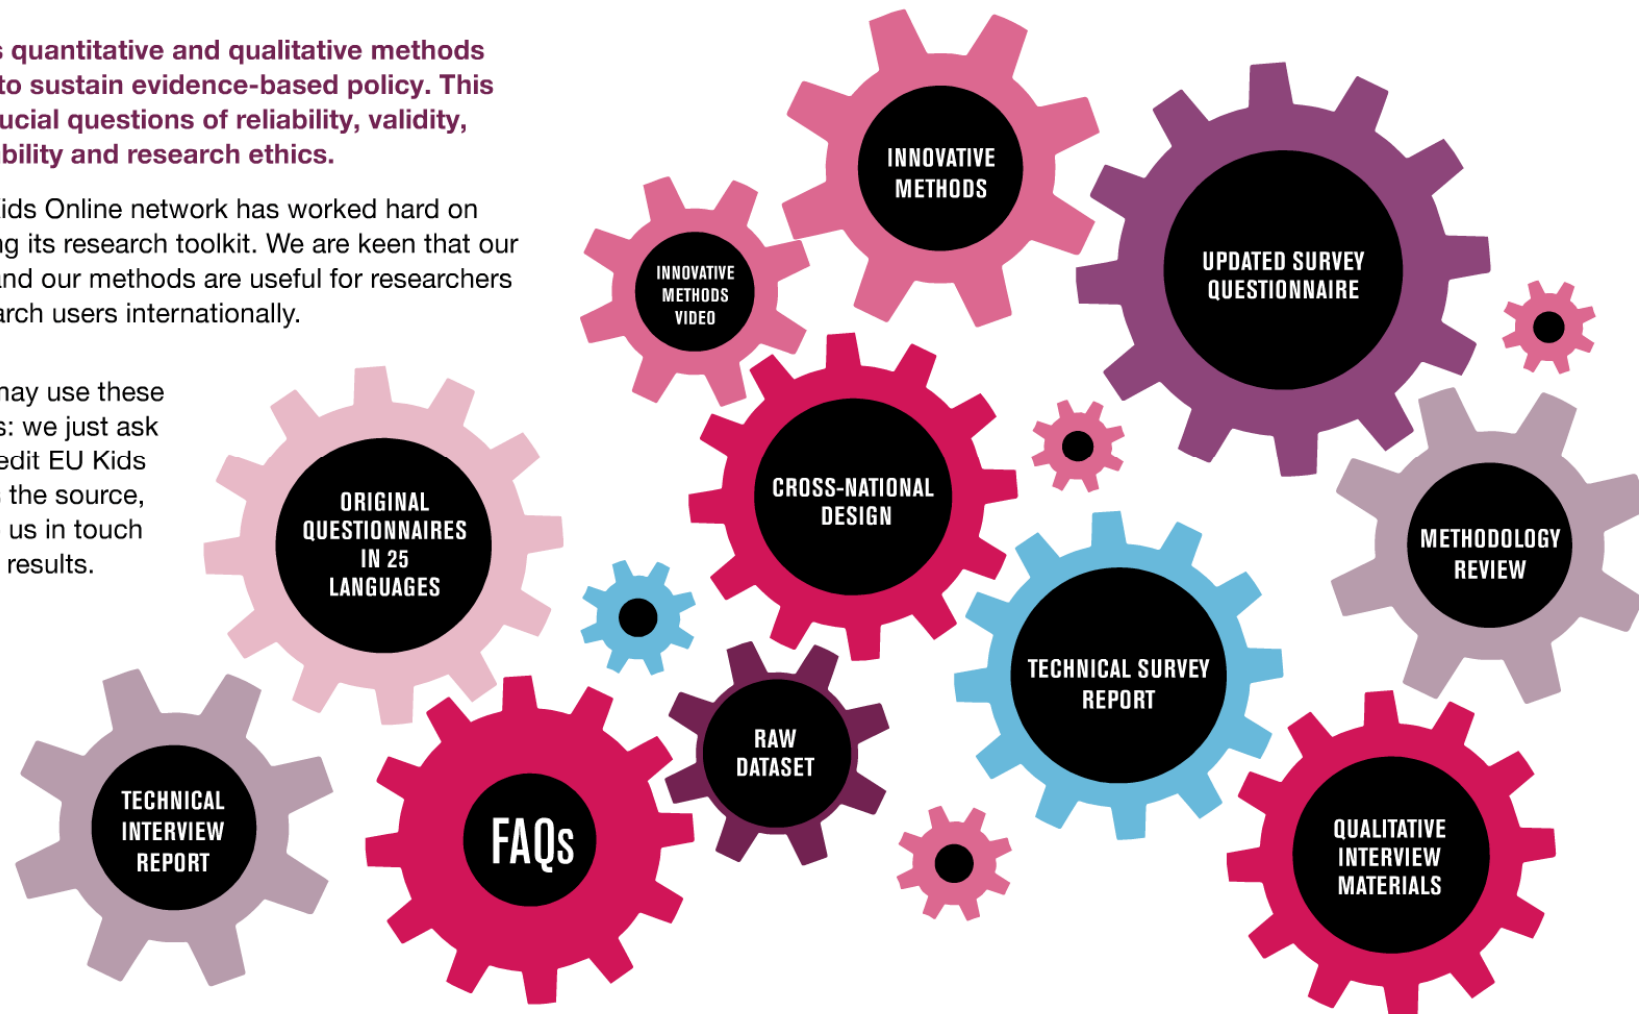 s quantitative and qualitative methods
to sustain evidence-based policy. This
ucial questions of reliability, validity,
bility and research ethics.
ids Online network has worked hard on
ng its research toolkit. We are keen that our
and our methods are useful for researchers
arch users internationally.
may use these
s: we just ask
edit EU Kids
s the source,
us in touch
results.
INNOVATIVE
METHODS
INNOVATIVE
METHODS
VIDEO
UPDATED SURVEY
QUESTIONNAIRE
ORIGINAL
QUESTIONNAIRES
IN 25
LANGUAGES
CROSS-NATIONAL
DESIGN
METHODOLOGY
REVIEW
TECHNICAL SURVEY
REPORT
RAW
DATASET
TECHNICAL
INTERVIEW
REPORT
FAQs
QUALITATIVE
INTERVIEW
MATERIALS